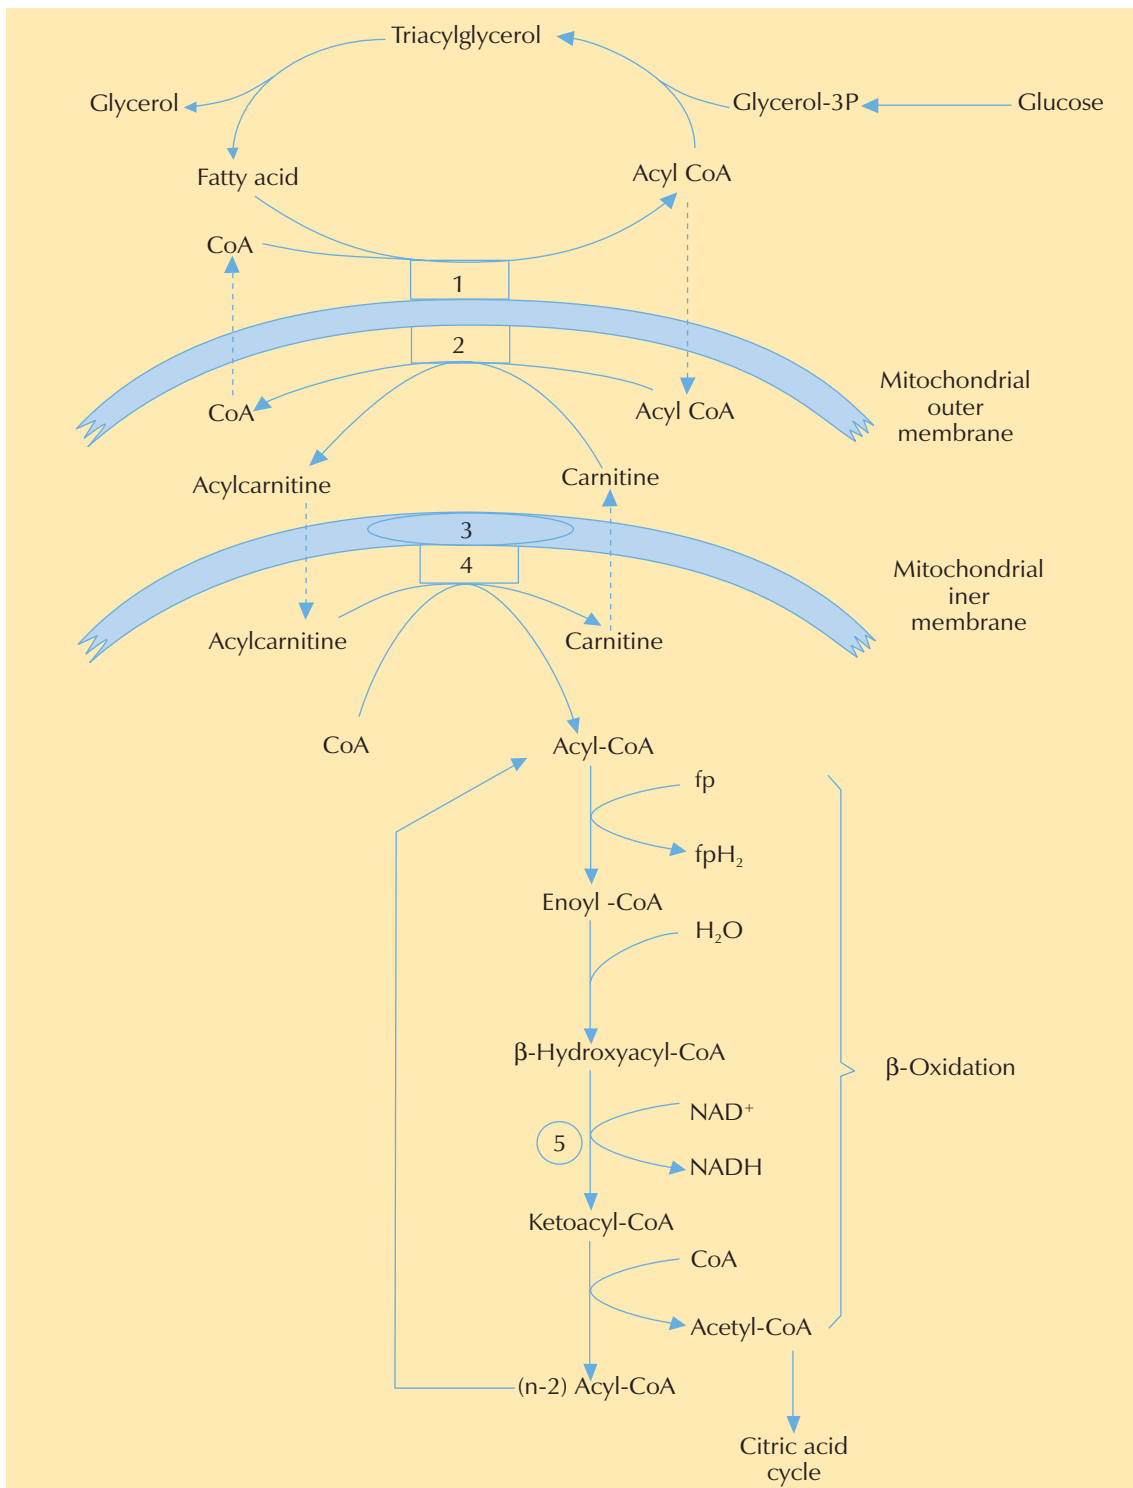 Triacylglycerol
Glycerol
Glycerol-3P
Glucose
Fatty acid
Acyl CoA
CoA
1
2
CoA
Acyl CoA
Mitochondrial
outer
membrane
Acylcarnitine
Carnitine
3
4
Mitochondrial
iner
membrane
Acylcarnitine
Carnitine
CoA
Acyl-CoA
fp
fpH₂
Enoyl -CoA
H₂O
β-Hydroxyacyl-CoA
β-Oxidation
NAD⁺
5
NADH
Ketoacyl-CoA
CoA
Acetyl-CoA
(n-2) Acyl-CoA
Citric acid
cycle